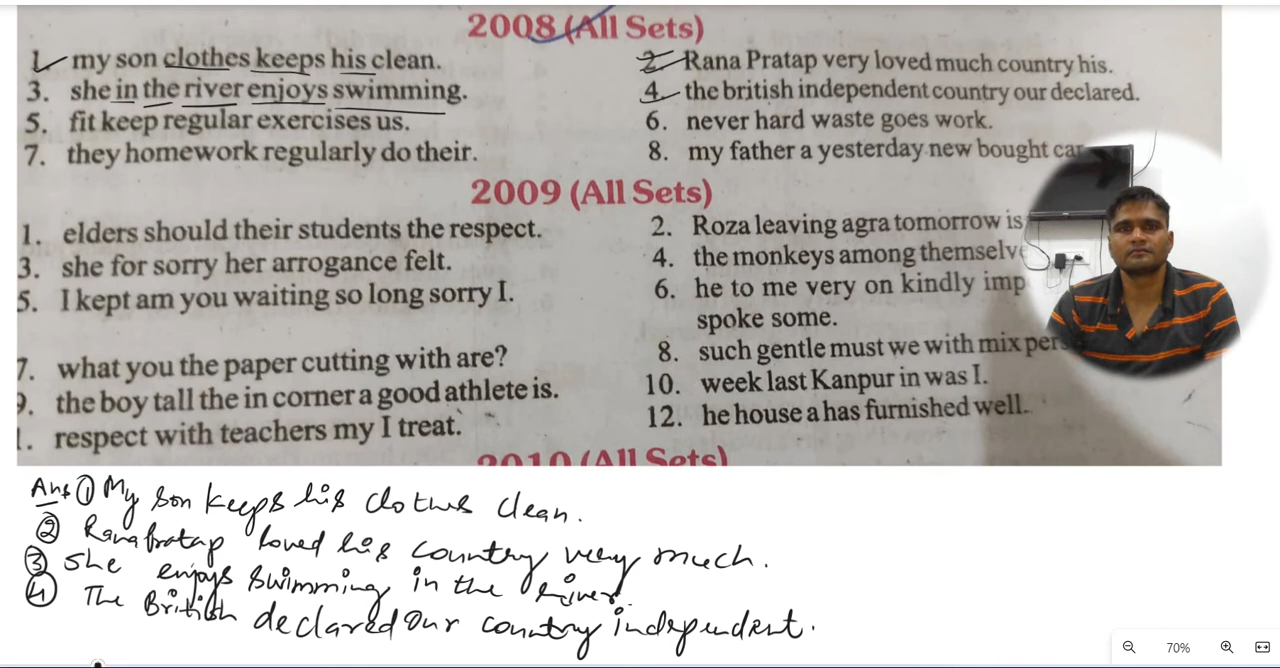 2008 (All Sets)
1. my son clothes keeps his clean. 2. Rana Pratap very loved much country his.
3. she in the river enjoys swimming. 4. the british independent country our declared.
5. fit keep regular exercises us. 6. never hard waste goes work.
7. they homework regularly do their. 8. my father a yesterday new bought car
2009 (All Sets)
1. elders should their students the respect. 2. Roza leaving agra tomorrow is
3. she for sorry her arrogance felt. 4. the monkeys among themselve
5. I kept am you waiting so long sorry I. 6. he to me very on kindly imp
spoke some.
7. what you the paper cutting with are? 8. such gentle must we with mix per
9. the boy tall the in corner a good athlete is. 10. week last Kanpur in was I.
. respect with teachers my I treat. 12. he house a has furnished well.
2010 (All Sets)
Ans ① My son keeps his clothes clean.
② Rana Pratap loved his country very much.
③ She enjoys swimming in the river.
④ The British declared our country independent.
70%